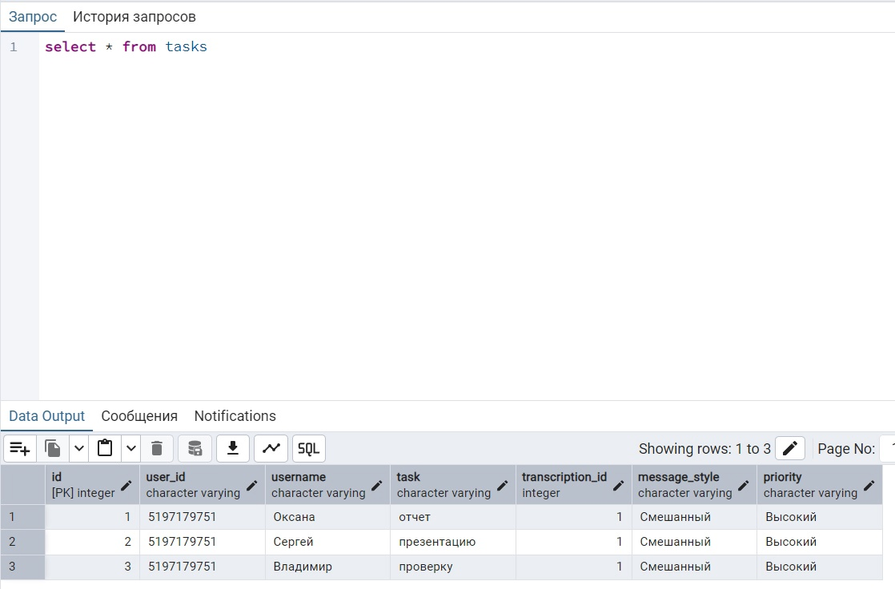 Запрос История запросов
1 select * from tasks
Data Output Сообщения Notifications
SQL Showing rows: 1 to 3 Page No:
id user_id username task transcription_id message_style priority
[PK] integer character varying character varying character varying integer character varying character varying
1 1 5197179751 Оксана отчет 1 Смешанный Высокий
2 2 5197179751 Сергей презентацию 1 Смешанный Высокий
3 3 5197179751 Владимир проверку 1 Смешанный Высокий